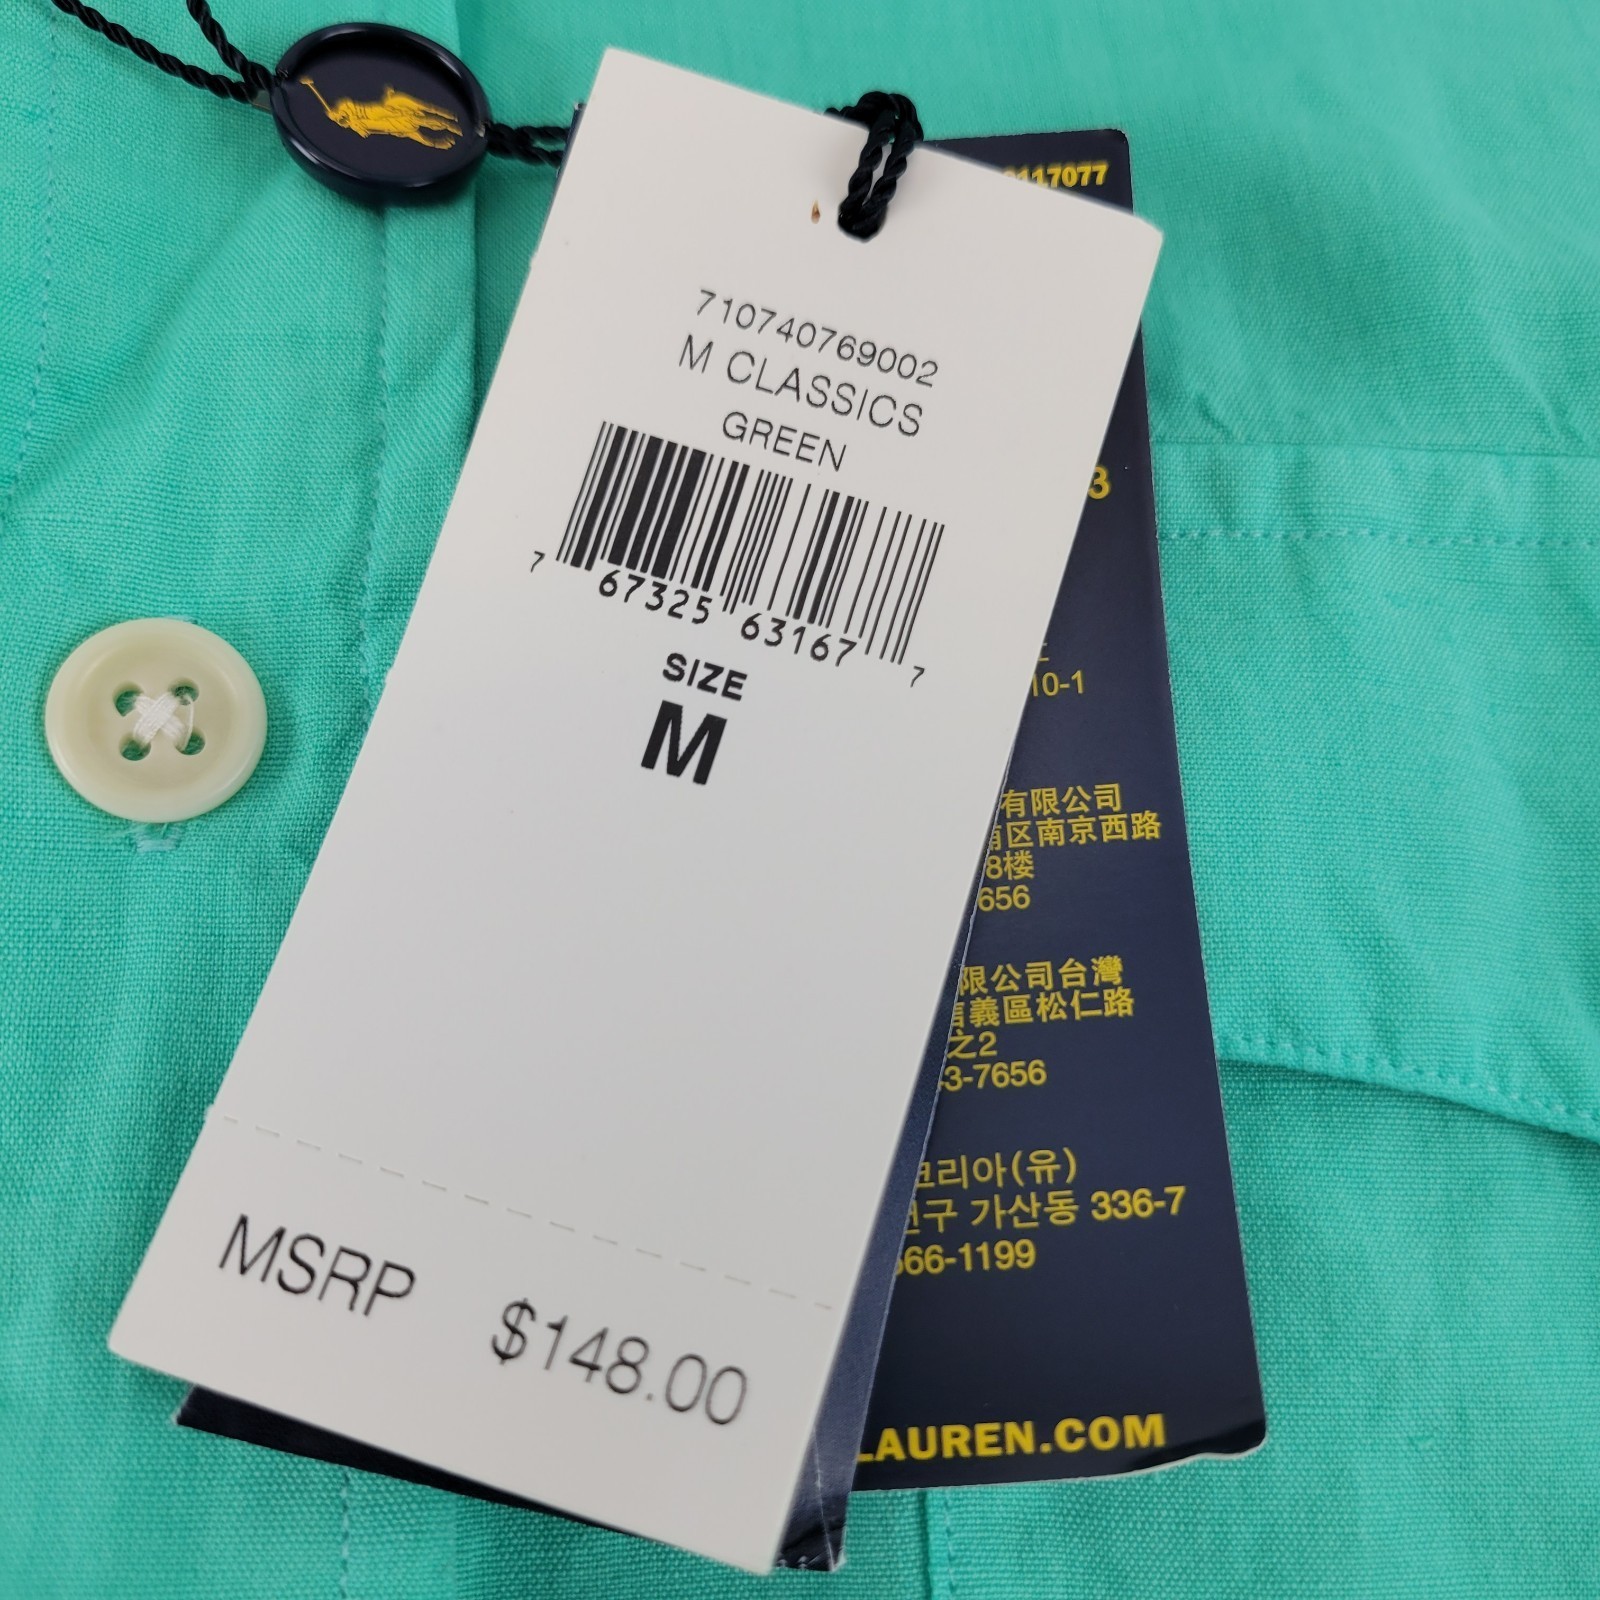 710740769002
M CLASSICS
GREEN
7 67325 63167 7
SIZE
M
MSRP $148.00
117077
3
10-1
有限公司
区南京西路
8楼
656
限公司台灣
義區松仁路
之2
3-7656
코리아(유)
구 가산동 336-7
66-1199
LAUREN.COM